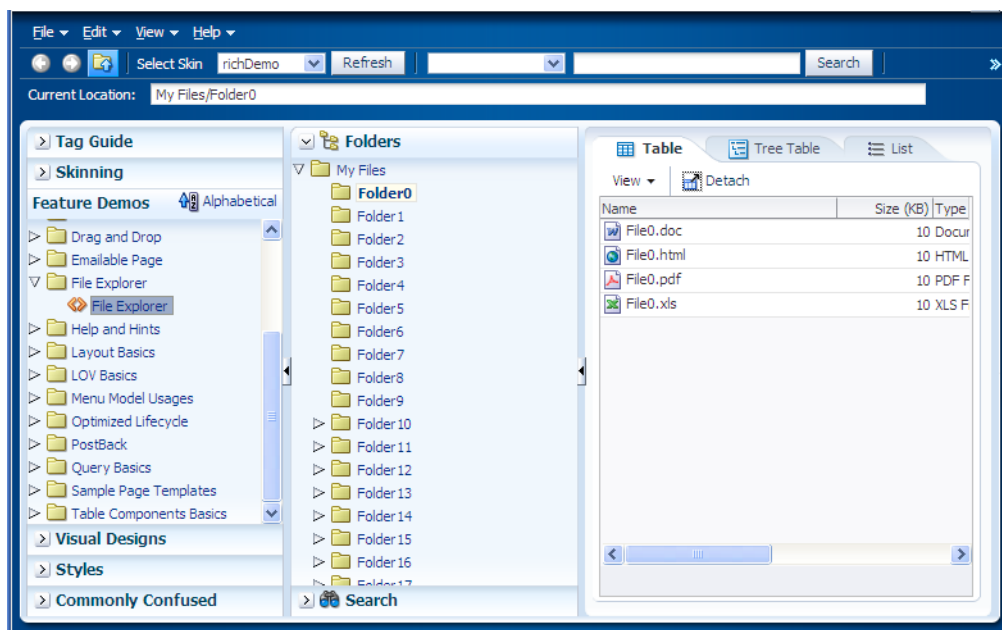 File Edit View Help
Select Skin richDemo Refresh Search
Current Location: My Files/Folder0
Tag Guide
Skinning
Feature Demos Alphabetical
Drag and Drop
Emailable Page
File Explorer
File Explorer
Help and Hints
Layout Basics
LOV Basics
Menu Model Usages
Optimized Lifecycle
PostBack
Query Basics
Sample Page Templates
Table Components Basics
Visual Designs
Styles
Commonly Confused
Folders
My Files
Folder0
Folder1
Folder2
Folder3
Folder4
Folder5
Folder6
Folder7
Folder8
Folder9
Folder10
Folder11
Folder12
Folder13
Folder14
Folder15
Folder16
Folder17
Search
Table Tree Table List
View Detach
Name Size (KB) Type
File0.doc 10 Docur
File0.html 10 HTML
File0.pdf 10 PDF F
File0.xls 10 XLS F